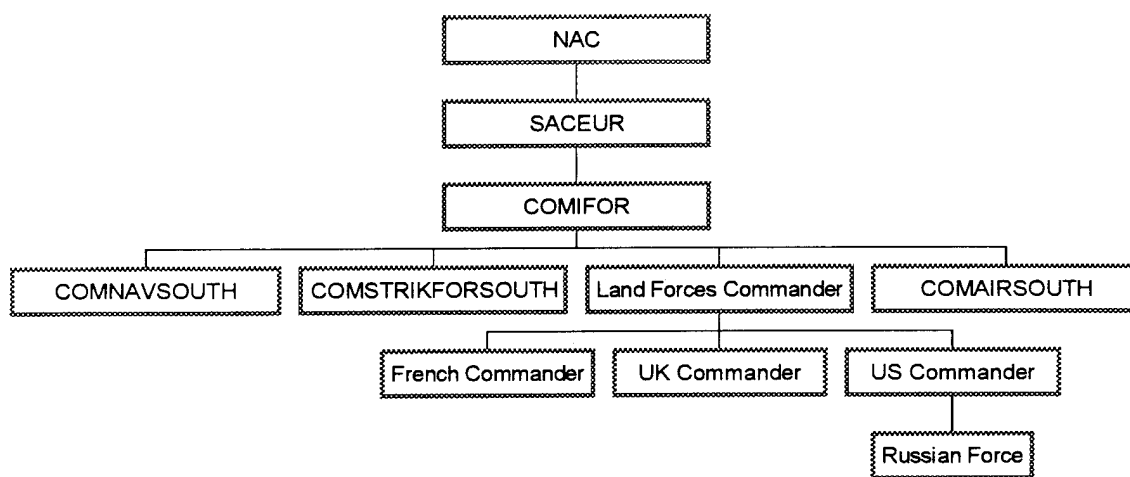 NAC
SACEUR
COMIFOR
COMNAVSOUTH
COMSTRIKFORSOUTH
Land Forces Commander
COMAIRSOUTH
French Commander
UK Commander
US Commander
Russian Force